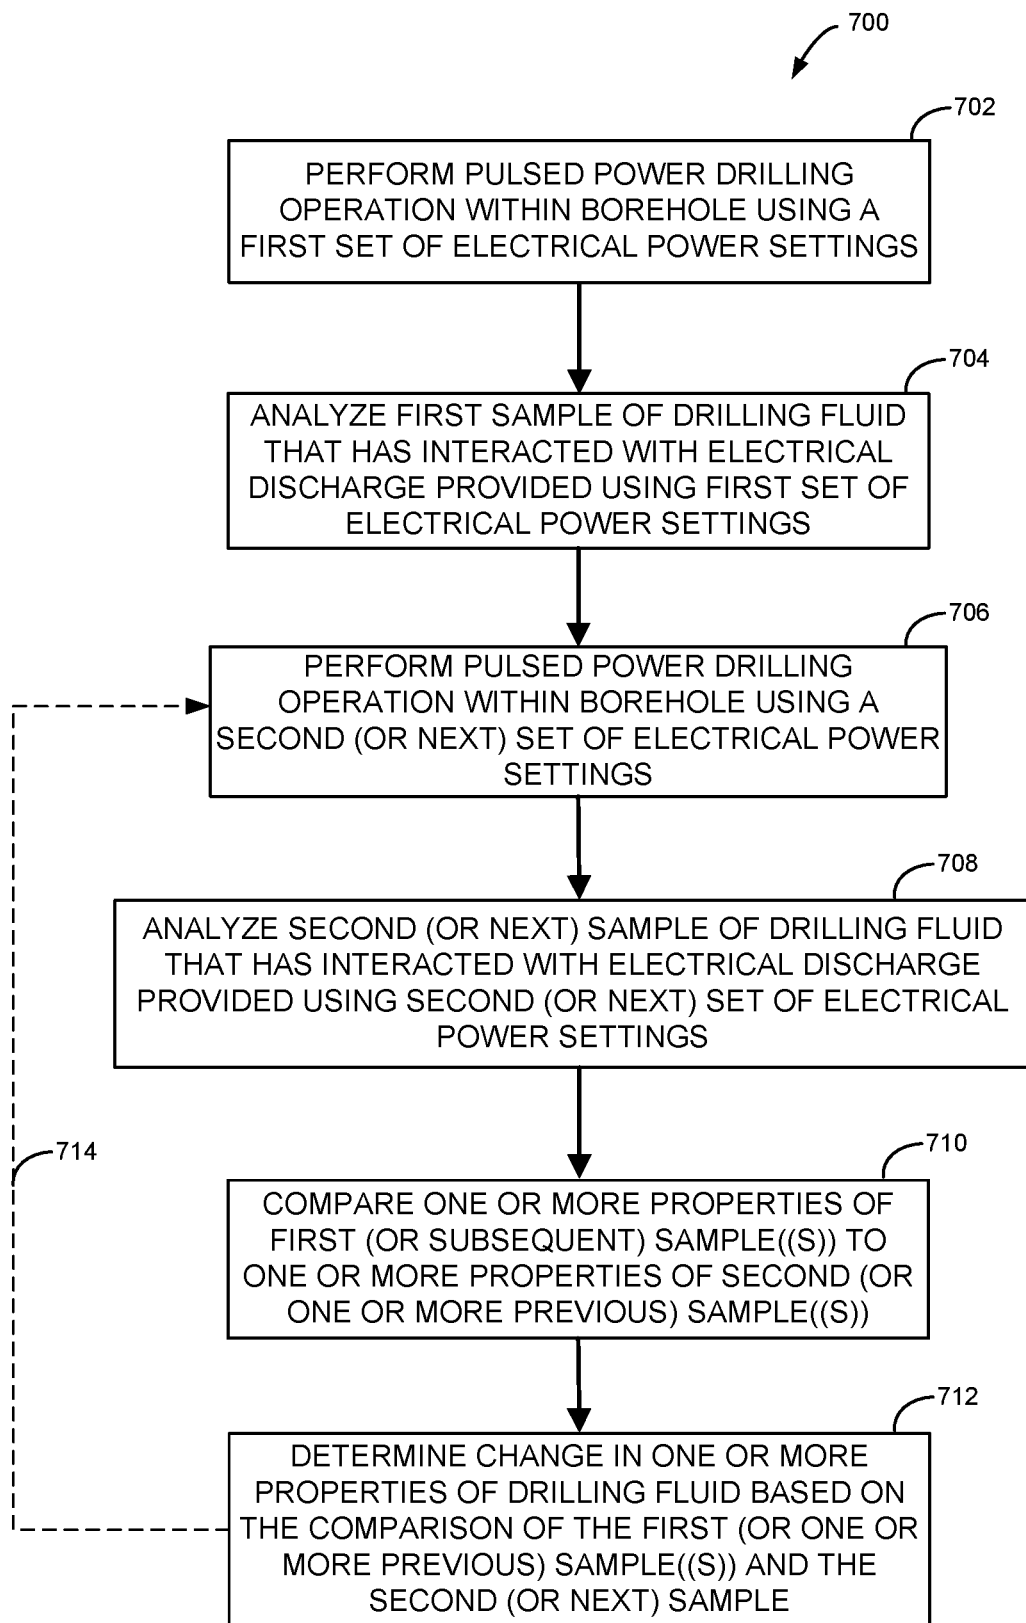 700
702
PERFORM PULSED POWER DRILLING
OPERATION WITHIN BOREHOLE USING A
FIRST SET OF ELECTRICAL POWER SETTINGS
704
ANALYZE FIRST SAMPLE OF DRILLING FLUID
THAT HAS INTERACTED WITH ELECTRICAL
DISCHARGE PROVIDED USING FIRST SET OF
ELECTRICAL POWER SETTINGS
706
PERFORM PULSED POWER DRILLING
OPERATION WITHIN BOREHOLE USING A
SECOND (OR NEXT) SET OF ELECTRICAL POWER
SETTINGS
708
ANALYZE SECOND (OR NEXT) SAMPLE OF DRILLING FLUID
THAT HAS INTERACTED WITH ELECTRICAL DISCHARGE
PROVIDED USING SECOND (OR NEXT) SET OF ELECTRICAL
POWER SETTINGS
714
710
COMPARE ONE OR MORE PROPERTIES OF
FIRST (OR SUBSEQUENT) SAMPLE((S)) TO
ONE OR MORE PROPERTIES OF SECOND (OR
ONE OR MORE PREVIOUS) SAMPLE((S))
712
DETERMINE CHANGE IN ONE OR MORE
PROPERTIES OF DRILLING FLUID BASED ON
THE COMPARISON OF THE FIRST (OR ONE OR
MORE PREVIOUS) SAMPLE((S)) AND THE
SECOND (OR NEXT) SAMPLE